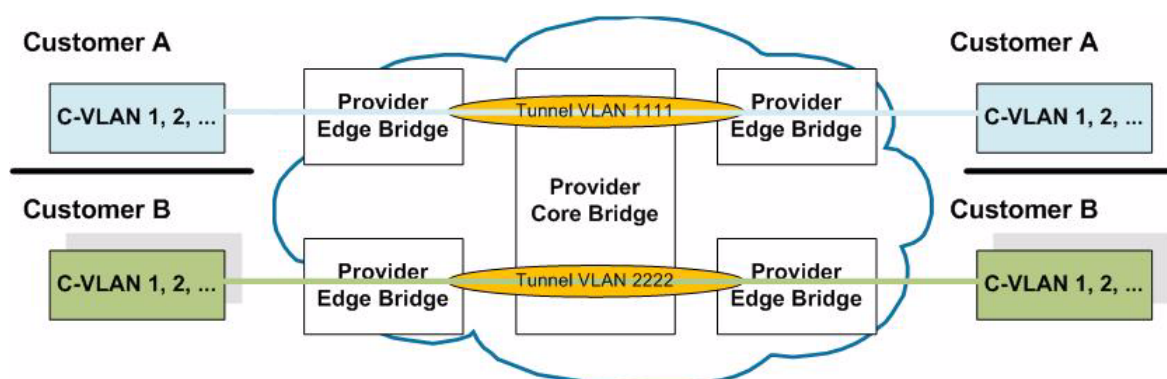 Customer A
Customer A
C-VLAN 1, 2, ...
Provider
Edge Bridge
Tunnel VLAN 1111
Provider
Edge Bridge
C-VLAN 1, 2, ...
Provider
Core Bridge
Customer B
Customer B
C-VLAN 1, 2, ...
Provider
Edge Bridge
Tunnel VLAN 2222
Provider
Edge Bridge
C-VLAN 1, 2, ...